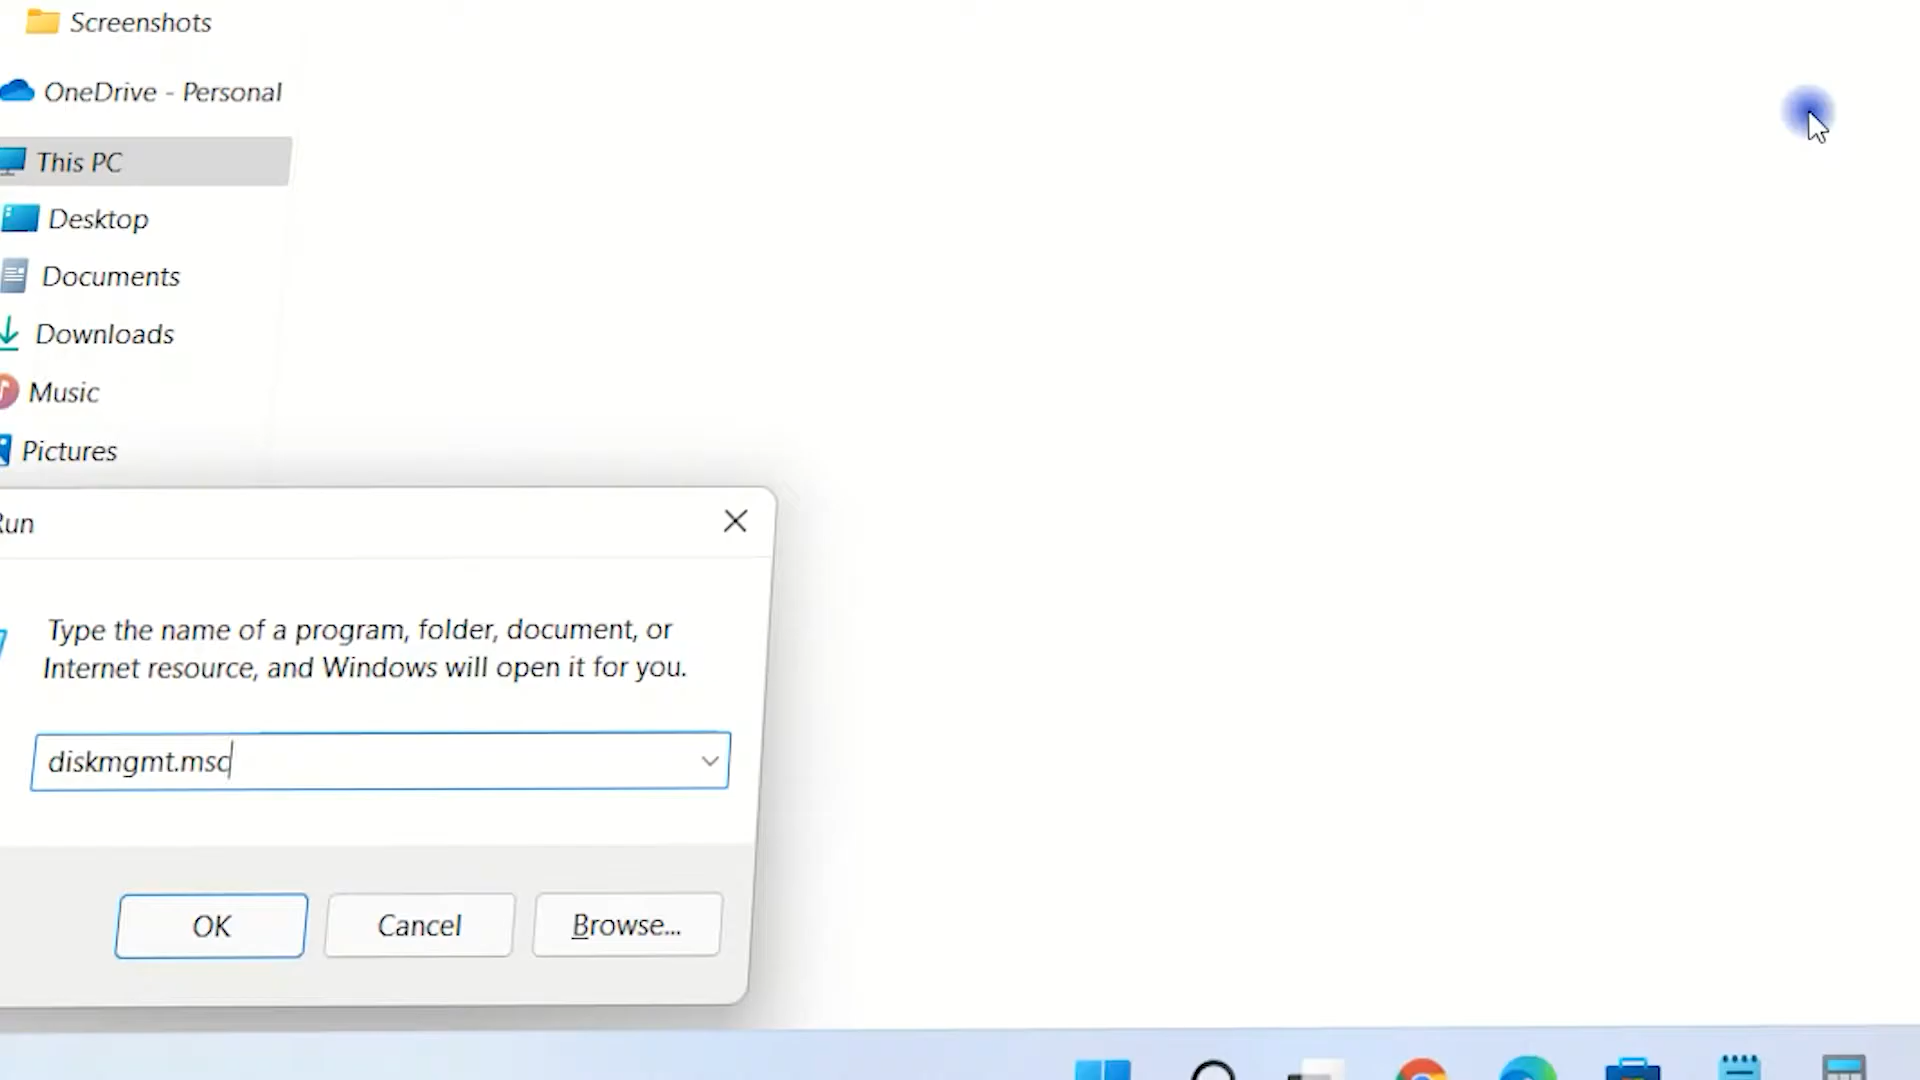 Screenshots
OneDrive - Personal
This PC
Desktop
Documents
Downloads
Music
Pictures
Run
Type the name of a program, folder, document, or
Internet resource, and Windows will open it for you.
diskmgmt.msc
OK
Cancel
Browse...